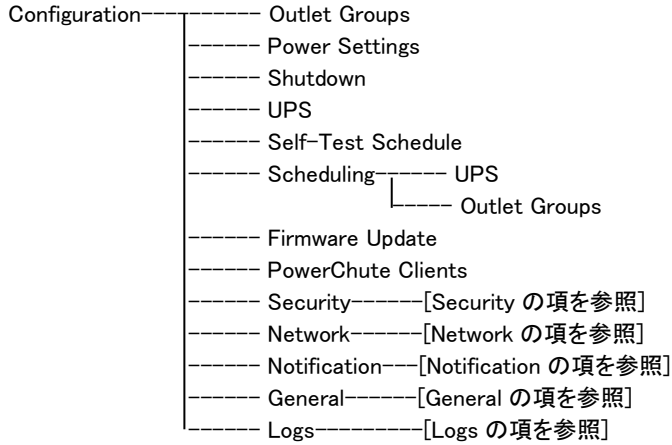 Configuration---------------- Outlet Groups
------ Power Settings
------ Shutdown
------ UPS
------ Self-Test Schedule
------ Scheduling------- UPS
----- Outlet Groups
------ Firmware Update
------ PowerChute Clients
------ Security------[Security の項を参照]
------ Network------[Network の項を参照]
------ Notification---[Notification の項を参照]
------ General------[General の項を参照]
------ Logs---------[Logs の項を参照]